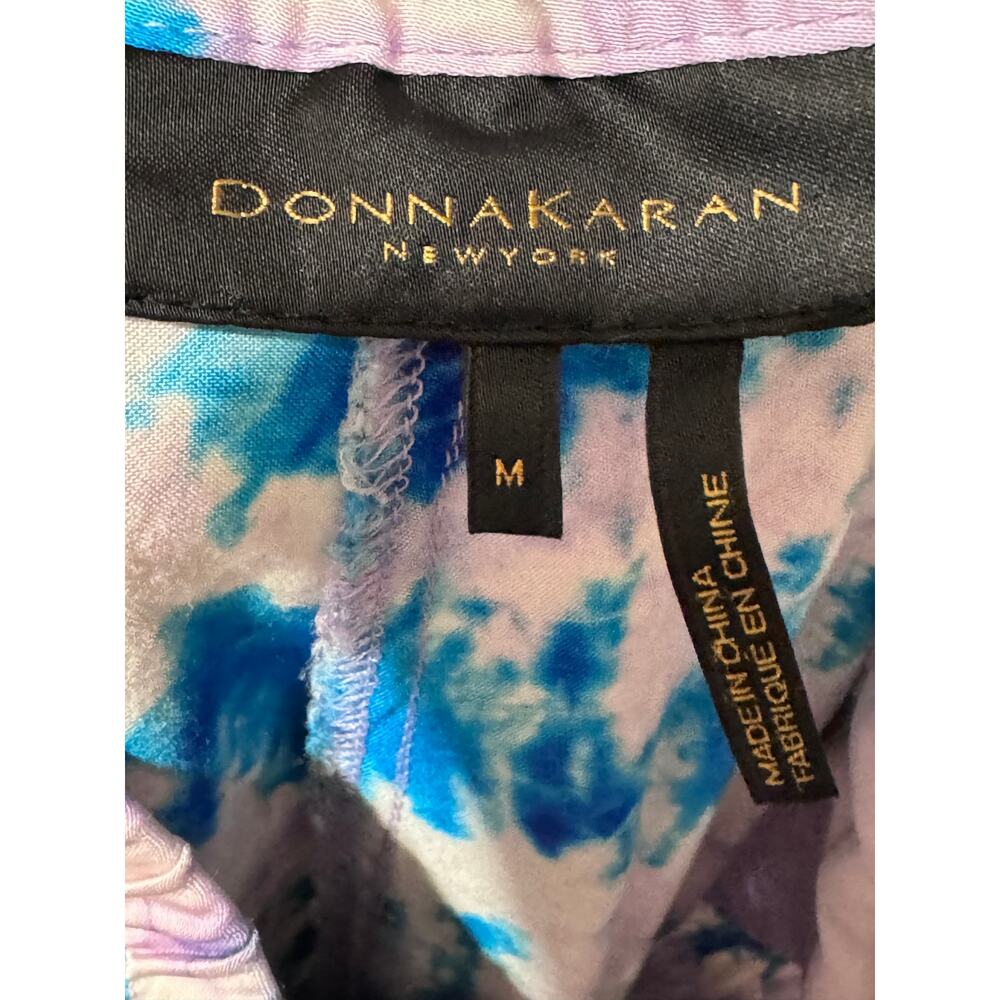 DONNAKARAN
NEWYORK
M
MADE IN CHINA
FABRIQUÉ EN CHINE